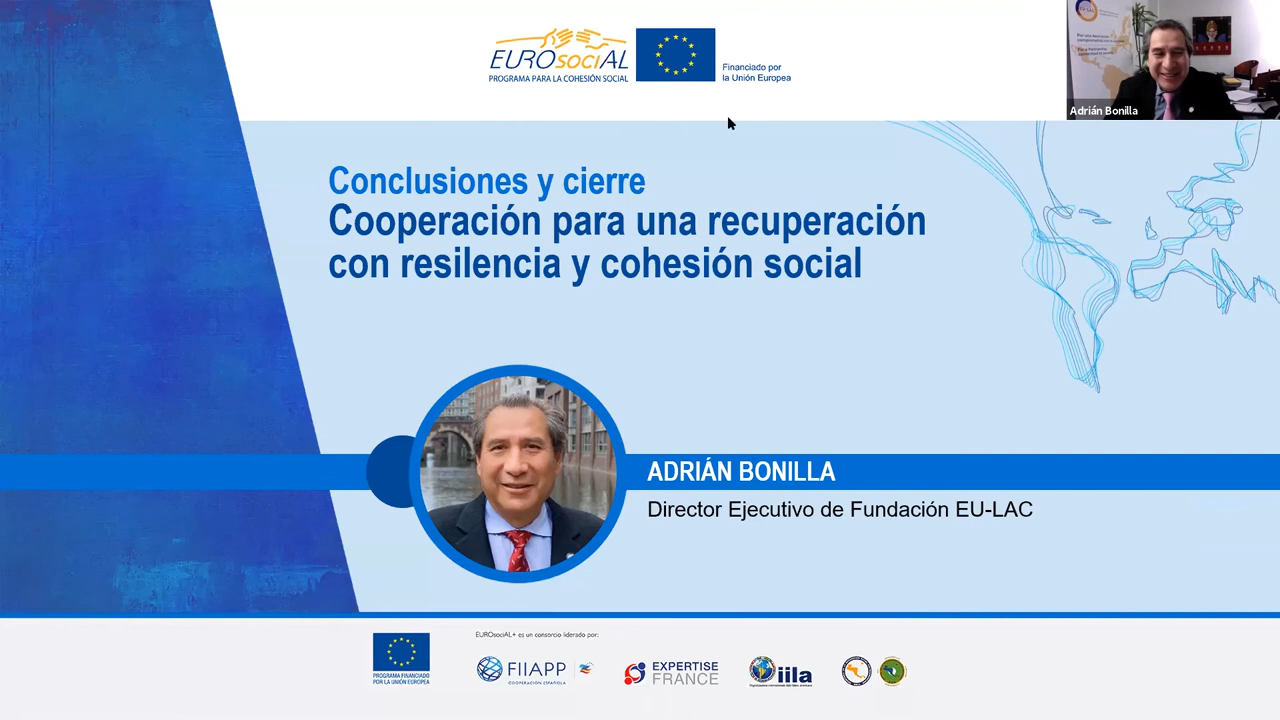 EUROsociAL
PROGRAMA PARA LA COHESIÓN SOCIAL
Financiado por
la Unión Europea
Adrián Bonilla
Conclusiones y cierre
Cooperación para una recuperación
con resilencia y cohesión social
ADRIÁN BONILLA
Director Ejecutivo de Fundación EU-LAC
EUROsociAL+ es un consorcio liderado por:
PROGRAMA FINANCIADO
POR LA UNIÓN EUROPEA
FIIAPP
COOPERACIÓN ESPAÑOLA
EXPERTISE
FRANCE
iila